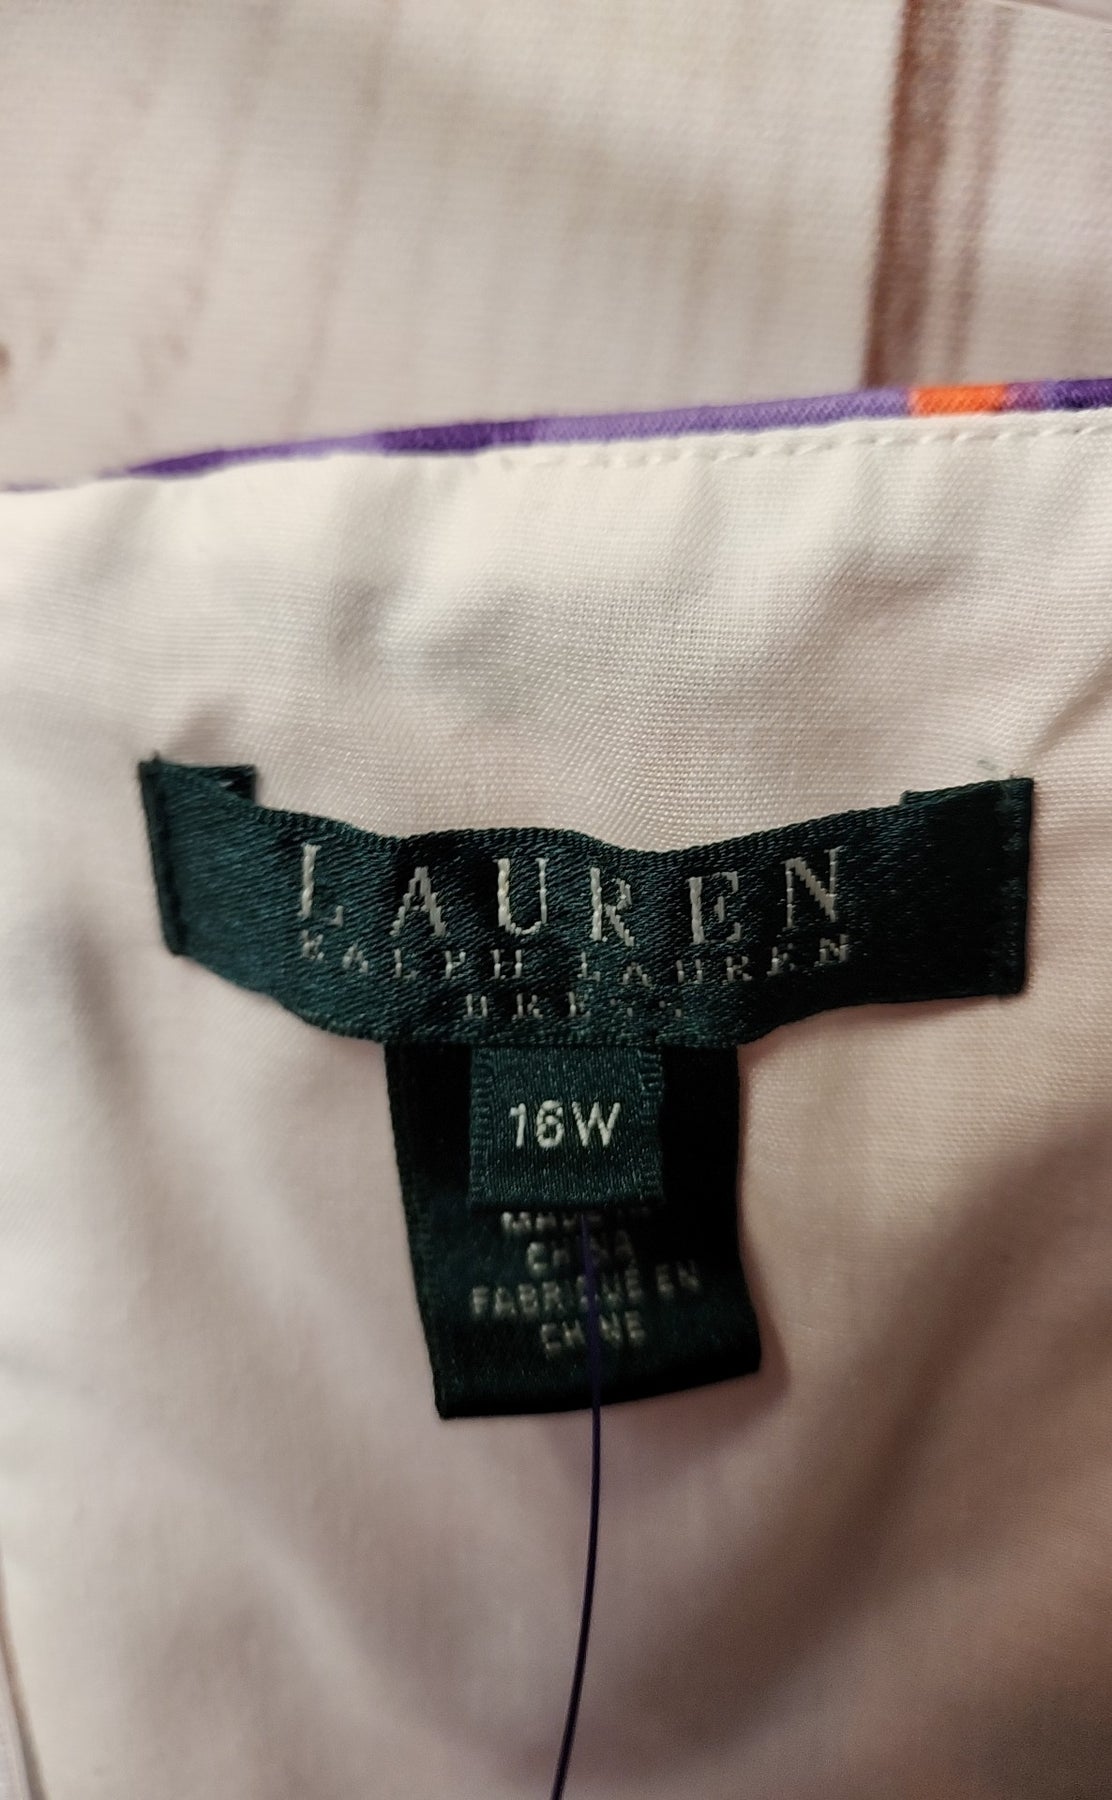 LAUREN
RALPH LAUREN
DRESS
16W
MADE IN
CHINA
FABRIQUÉ EN
CHINE